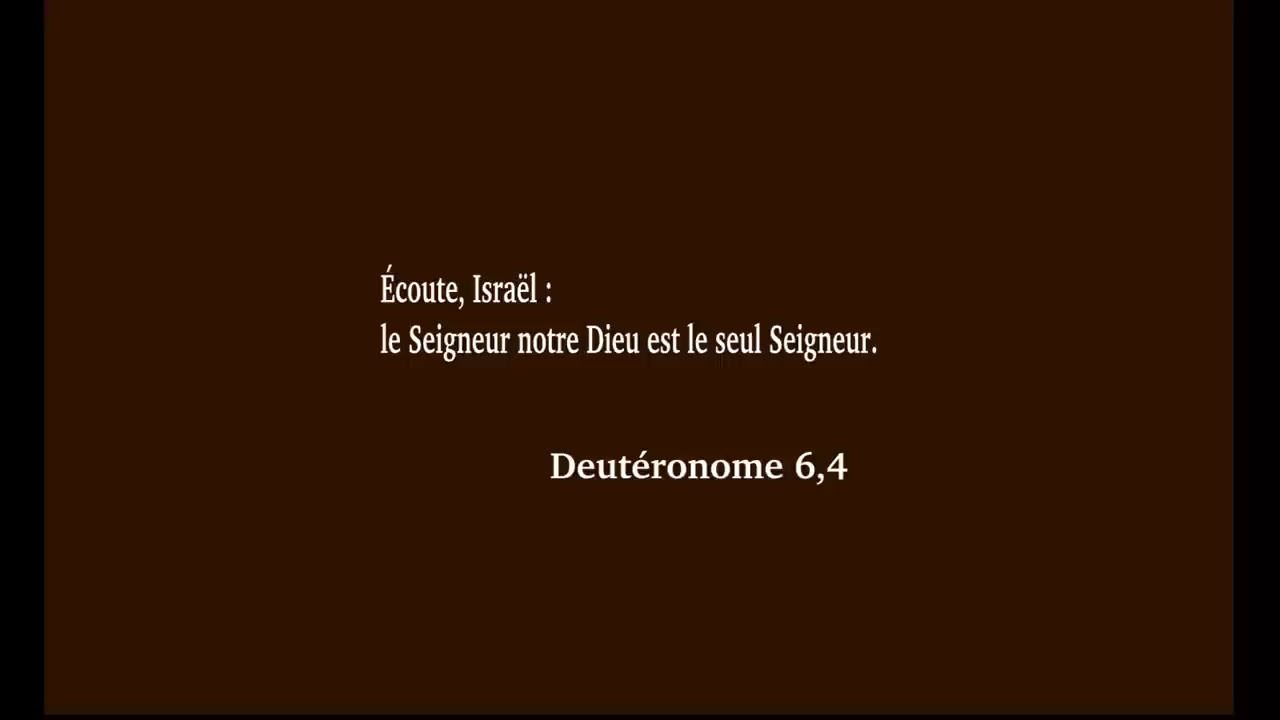 Écoute, Israël :
le Seigneur notre Dieu est le seul Seigneur.
Deutéronome 6,4